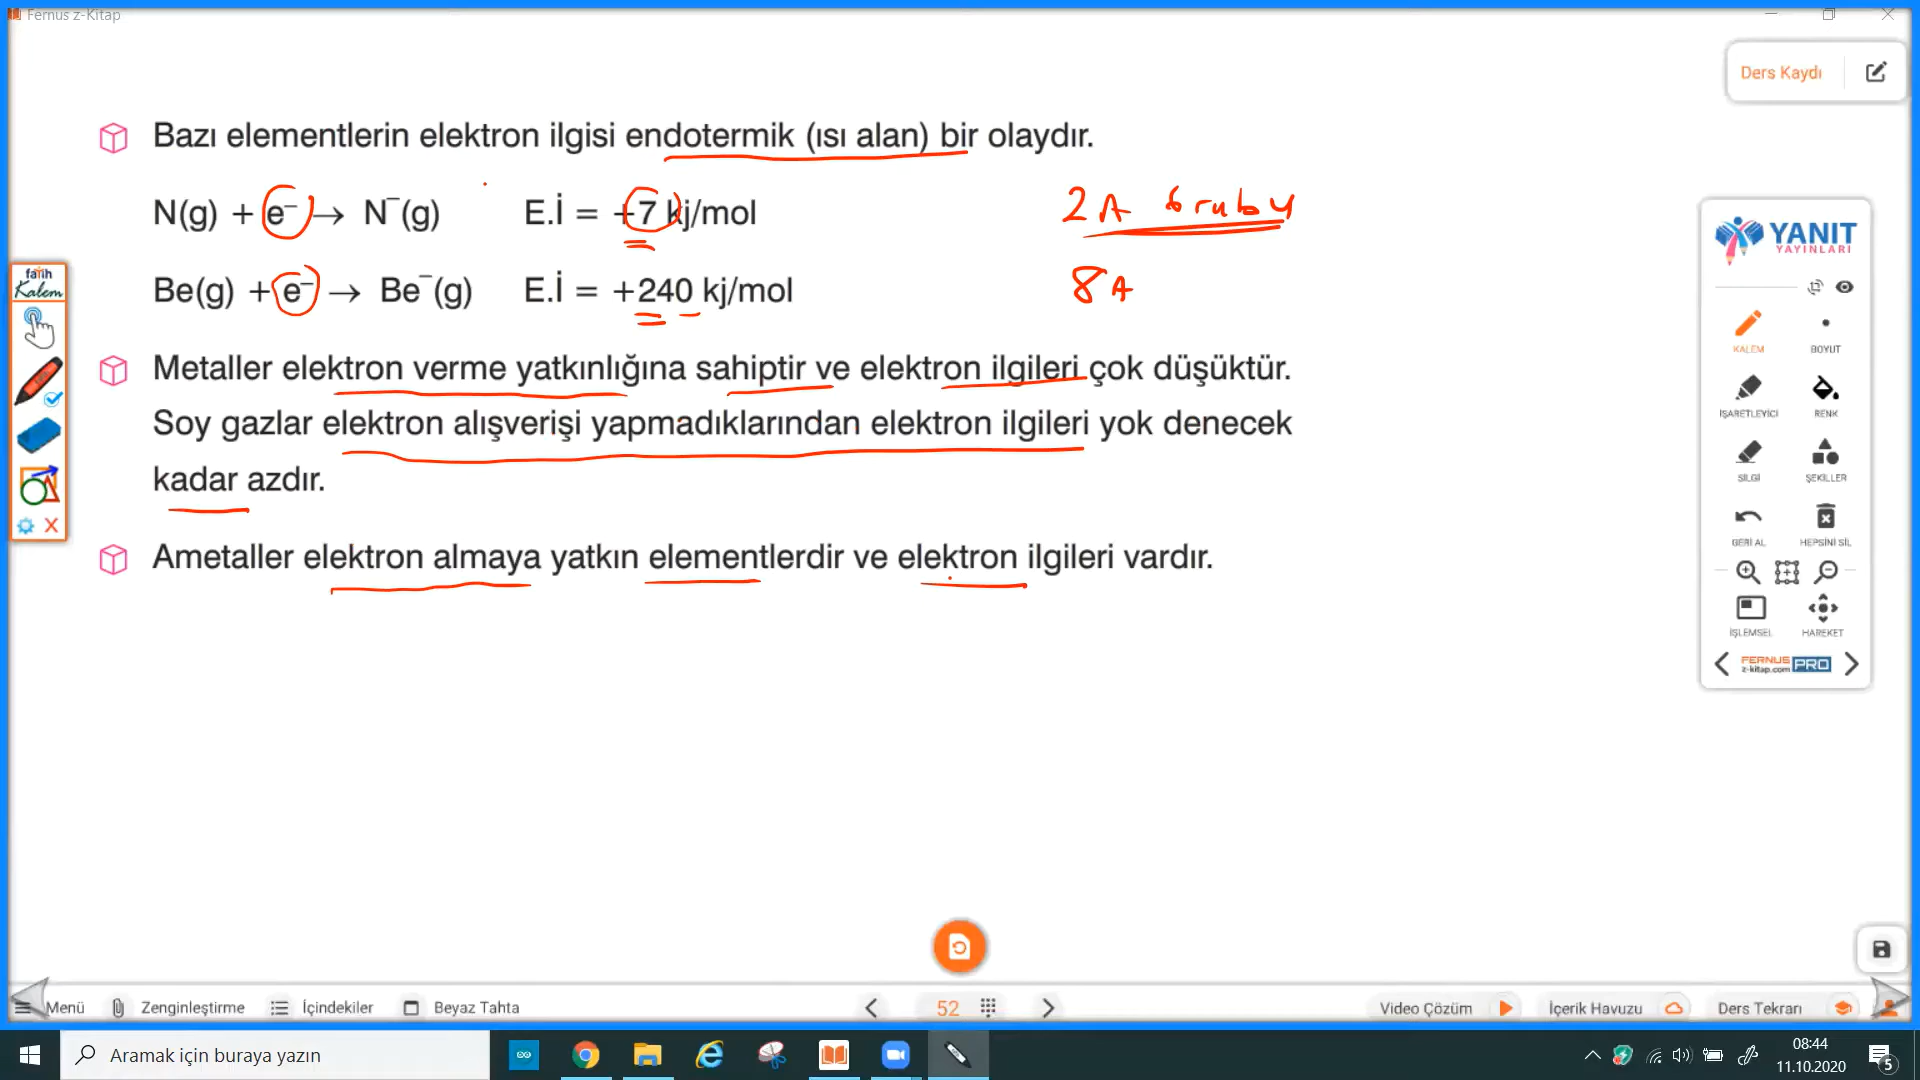 Fernus z-Kitap
Ders Kaydı
Bazı elementlerin elektron ilgisi endotermik (ısı alan) bir olaydır.
N(g) + e⁻ → N⁻(g) E.İ = +7 kj/mol
2A Grubu
Be(g) + e⁻ → Be⁻(g) E.İ = +240 kj/mol
8A
Metaller elektron verme yatkınlığına sahiptir ve elektron ilgileri çok düşüktür.
Soy gazlar elektron alışverişi yapmadıklarından elektron ilgileri yok denecek
kadar azdır.
Ametaller elektron almaya yatkın elementlerdir ve elektron ilgileri vardır.
fatih
Kalem
YANIT
YAYINLARI
KALEM BOYUT
İŞARETLEYİCİ RENK
SİLGİ ŞEKİLLER
GERİ AL HEPSİNİ SİL
İŞLEMSEL HAREKET
FERNUS PRO
z-kitap.com
Menü Zenginleştirme İçindekiler Beyaz Tahta 52 Video Çözüm İçerik Havuzu Ders Tekrarı
Aramak için buraya yazın
08:44
11.10.2020
5